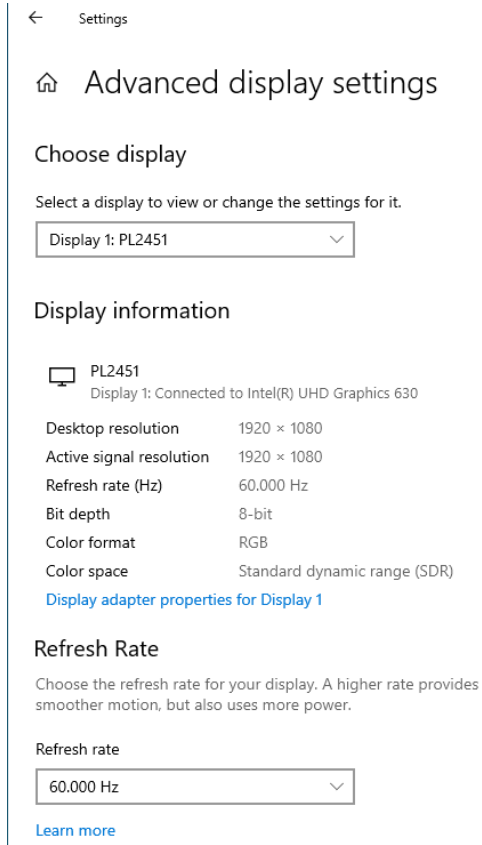 Settings
Advanced display settings
Choose display
Select a display to view or change the settings for it.
Display 1: PL2451
Display information
PL2451
Display 1: Connected to Intel(R) UHD Graphics 630
Desktop resolution 1920 × 1080
Active signal resolution 1920 × 1080
Refresh rate (Hz) 60.000 Hz
Bit depth 8-bit
Color format RGB
Color space Standard dynamic range (SDR)
Display adapter properties for Display 1
Refresh Rate
Choose the refresh rate for your display. A higher rate provides
smoother motion, but also uses more power.
Refresh rate
60.000 Hz
Learn more